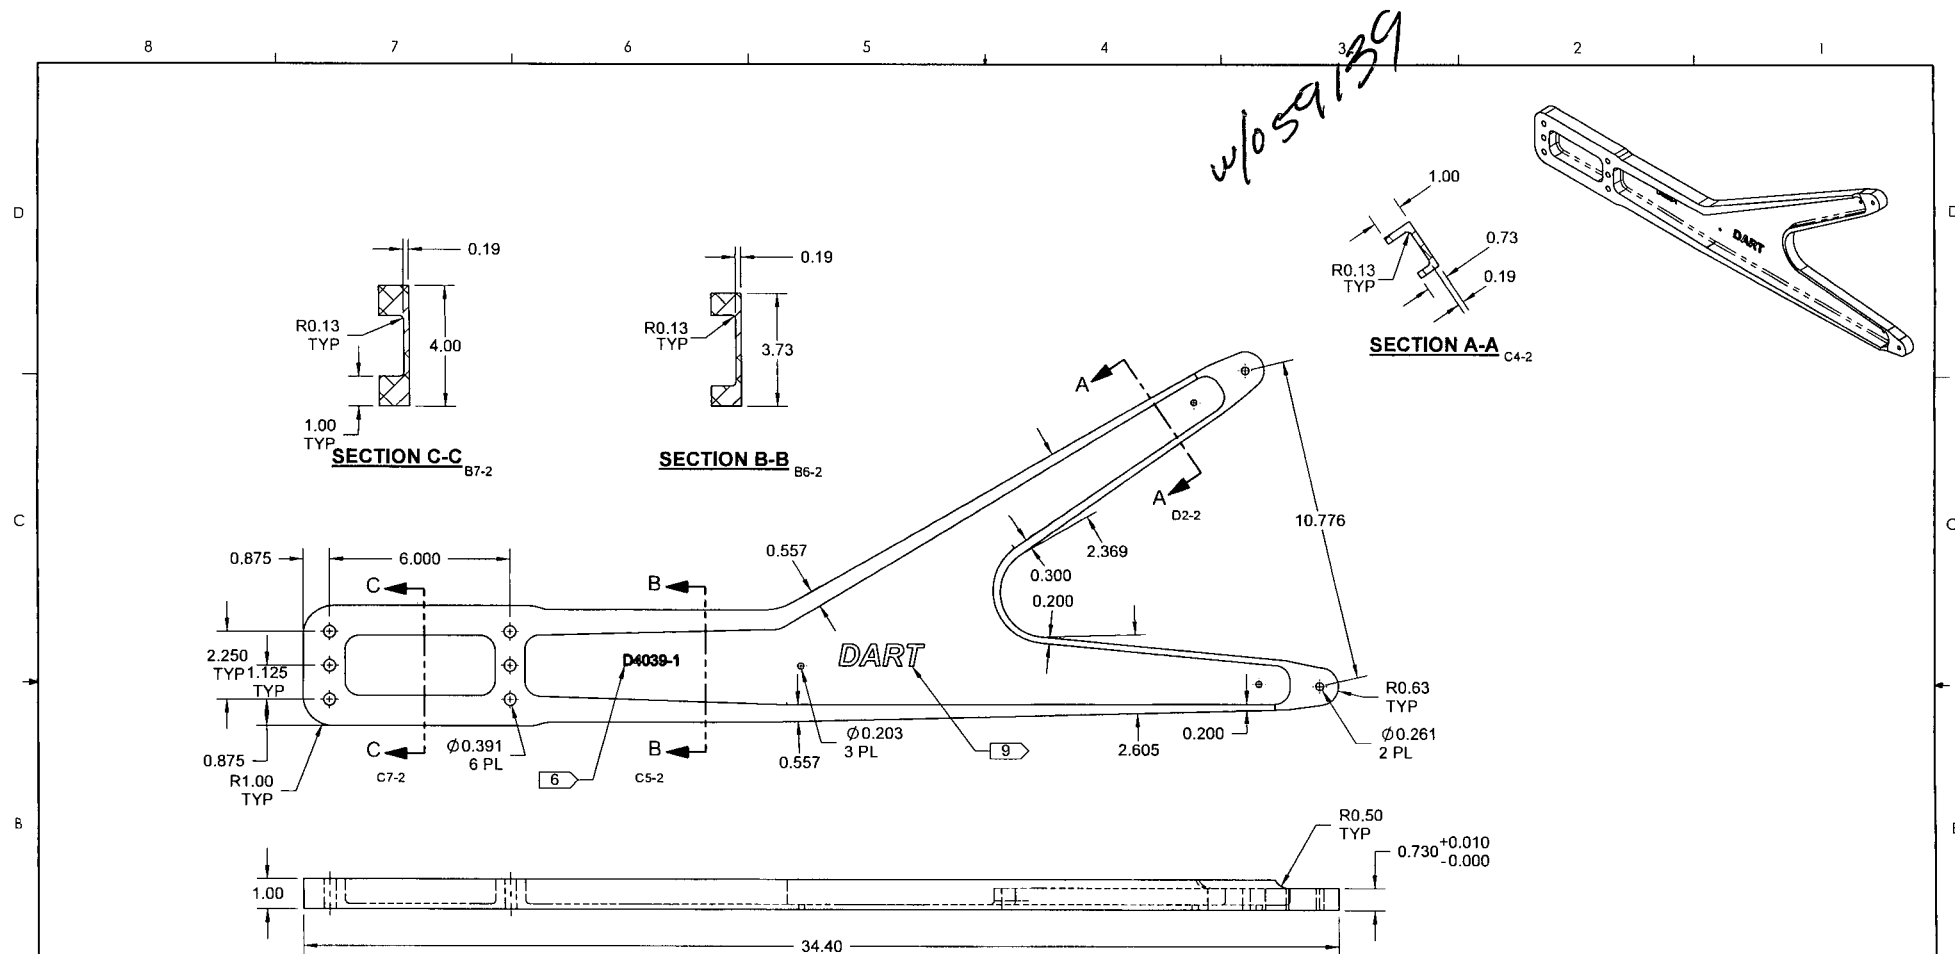 8 7 6 5 4 3 2 1
w/o 59139
D
D
0.19
R0.13
TYP
4.00
1.00
TYP
SECTION C-C B7-2
0.19
R0.13
TYP
3.73
SECTION B-B B6-2
1.00
0.73
0.19
R0.13
TYP
SECTION A-A C4-2
DART
C
C
A
A
D2-2
10.776
0.875
6.000
0.557
2.369
0.300
0.200
C
B
2.250
TYP
1.125
TYP
D4039-1
DART
R0.63
TYP
0.875
R1.00
TYP
C
C7-2
Ø0.391
6 PL
6
B
C5-2
0.557
Ø0.203
3 PL
9
2.605
0.200
Ø0.261
2 PL
B
R0.50
TYP
0.730 +0.010
-0.000
1.00
34.40